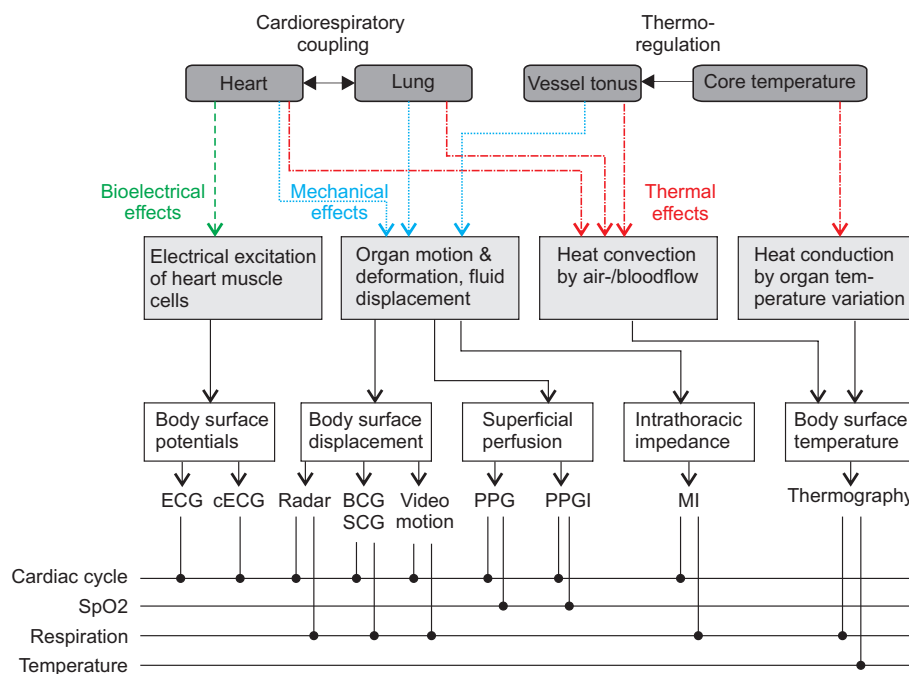 Cardiorespiratory
coupling
Thermo-
regulation
Heart
Lung
Vessel tonus
Core temperature
Bioelectrical
effects
Mechanical
effects
Thermal
effects
Electrical excitation
of heart muscle
cells
Organ motion &
deformation, fluid
displacement
Heat convection
by air-/bloodflow
Heat conduction
by organ tem-
perature variation
Body surface
potentials
Body surface
displacement
Superficial
perfusion
Intrathoracic
impedance
Body surface
temperature
ECG
cECG
Radar
BCG
SCG
Video
motion
PPG
PPGI
MI
Thermography
Cardiac cycle
SpO2
Respiration
Temperature